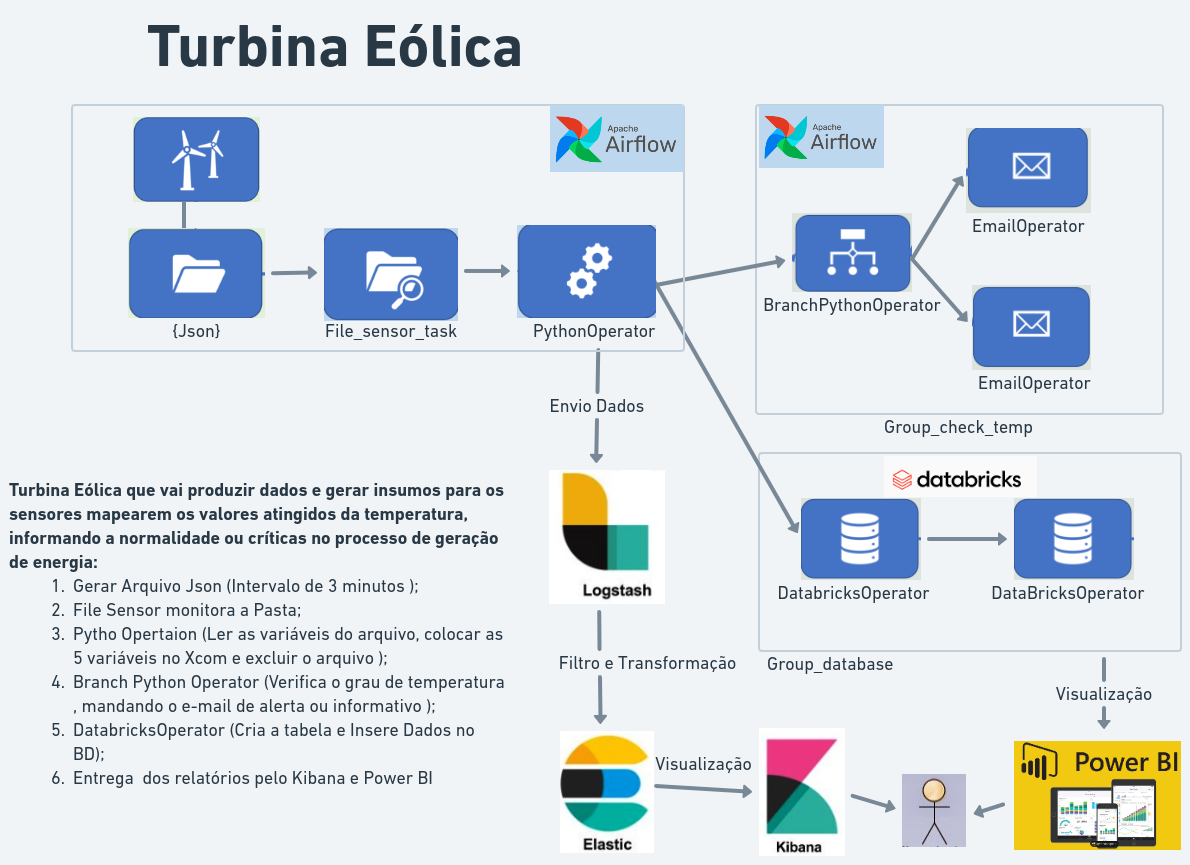 Turbina Eólica
Apache
Airflow
Apache
Airflow
{Json}
File_sensor_task
PythonOperator
BranchPythonOperator
EmailOperator
EmailOperator
Group_check_temp
Envio Dados
databricks
DatabricksOperator
DataBricksOperator
Group_database
Logstash
Filtro e Transformação
Elastic
Visualização
Kibana
Visualização
Power BI
Turbina Eólica que vai produzir dados e gerar insumos para os
sensores mapearem os valores atingidos da temperatura,
informando a normalidade ou críticas no processo de geração
de energia:
1. Gerar Arquivo Json (Intervalo de 3 minutos );
2. File Sensor monitora a Pasta;
3. Pytho Opertaion (Ler as variáveis do arquivo, colocar as
5 variáveis no Xcom e excluir o arquivo );
4. Branch Python Operator (Verifica o grau de temperatura
, mandando o e-mail de alerta ou informativo );
5. DatabricksOperator (Cria a tabela e Insere Dados no
BD);
6. Entrega  dos relatórios pelo Kibana e Power BI